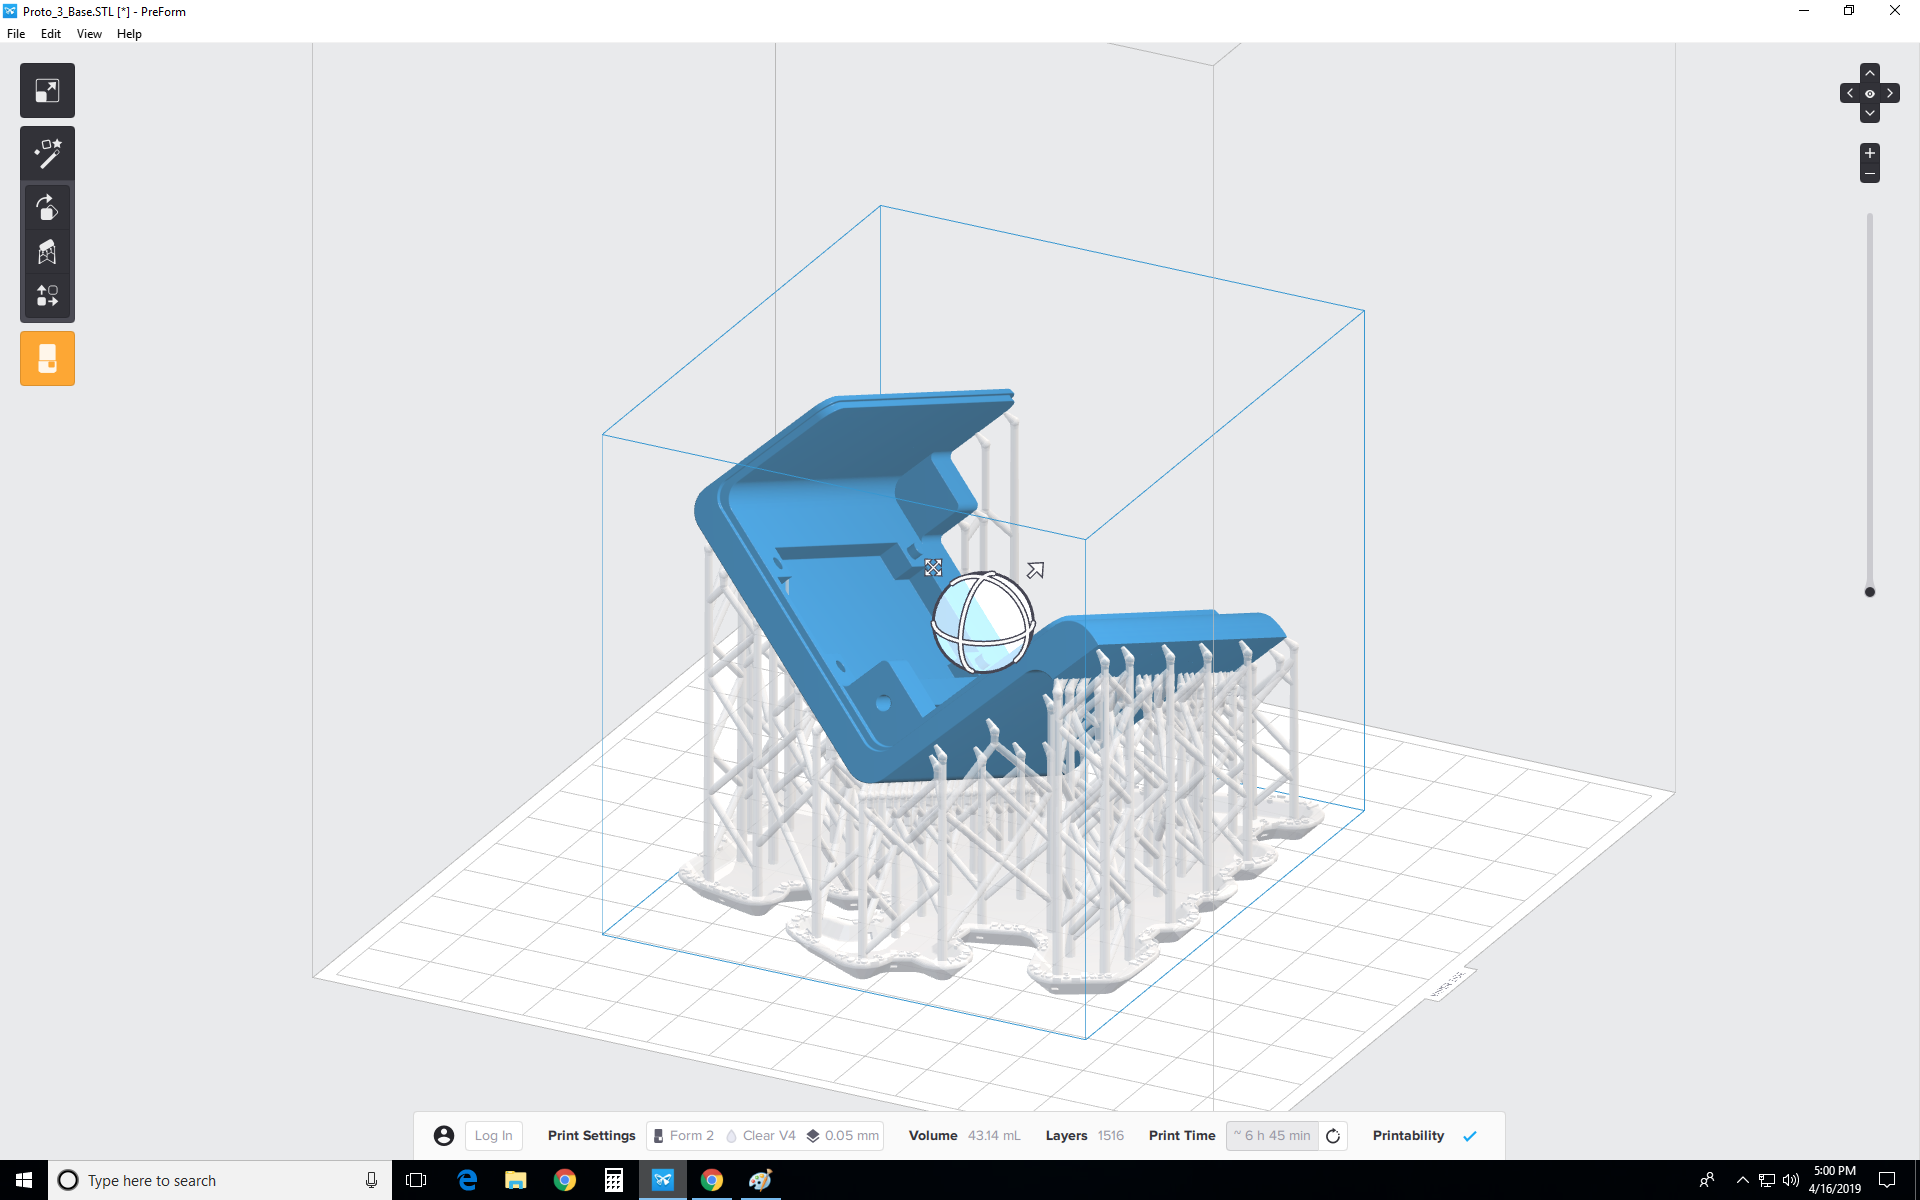 Proto_3_Base.STL [*] - PreForm
File Edit View Help
Log In Print Settings Form 2 Clear V4 0.05 mm Volume 43.14 mL Layers 1516 Print Time ~ 6 h 45 min Printability
Type here to search
5:00 PM
4/16/2019